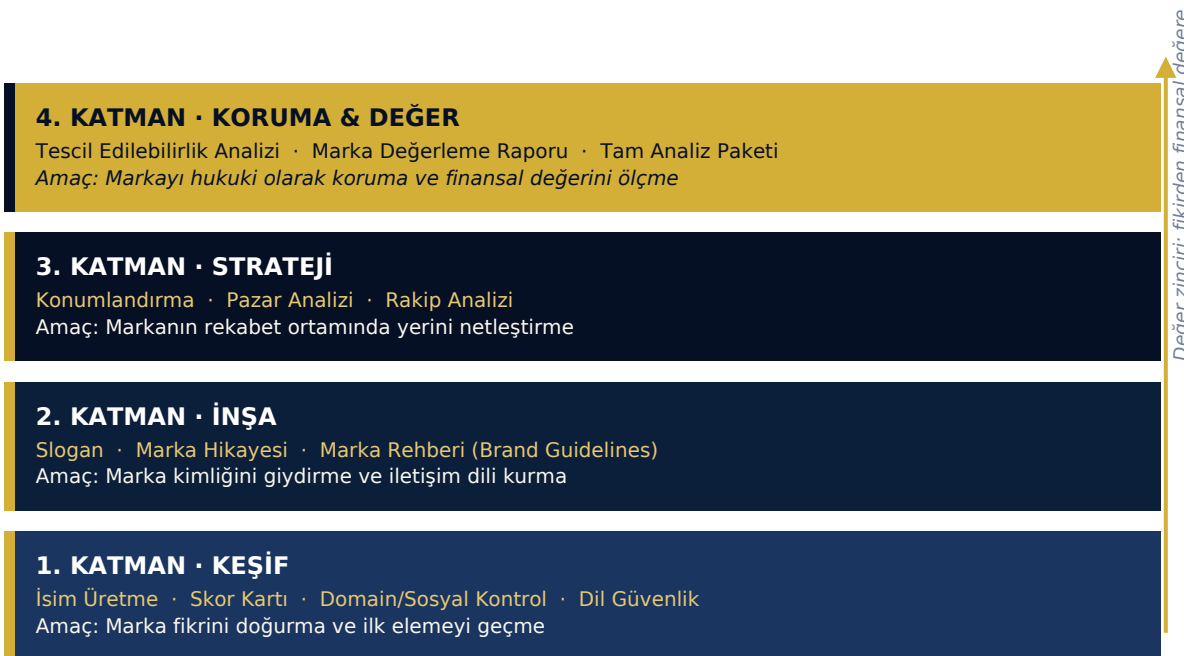 4. KATMAN · KORUMA & DEĞER
Tescil Edilebilirlik Analizi · Marka Değerleme Raporu · Tam Analiz Paketi
Amaç: Markayı hukuki olarak koruma ve finansal değerini ölçme
3. KATMAN · STRATEJİ
Konumlandırma · Pazar Analizi · Rakip Analizi
Amaç: Markanın rekabet ortamında yerini netleştirme
2. KATMAN · İNŞA
Slogan · Marka Hikayesi · Marka Rehberi (Brand Guidelines)
Amaç: Marka kimliğini giydirme ve iletişim dili kurma
1. KATMAN · KEŞİF
İsim Üretme · Skor Kartı · Domain/Sosyal Kontrol · Dil Güvenlik
Amaç: Marka fikrini doğurma ve ilk elemeyi geçme
Değer zinciri: fikirden finansal değere